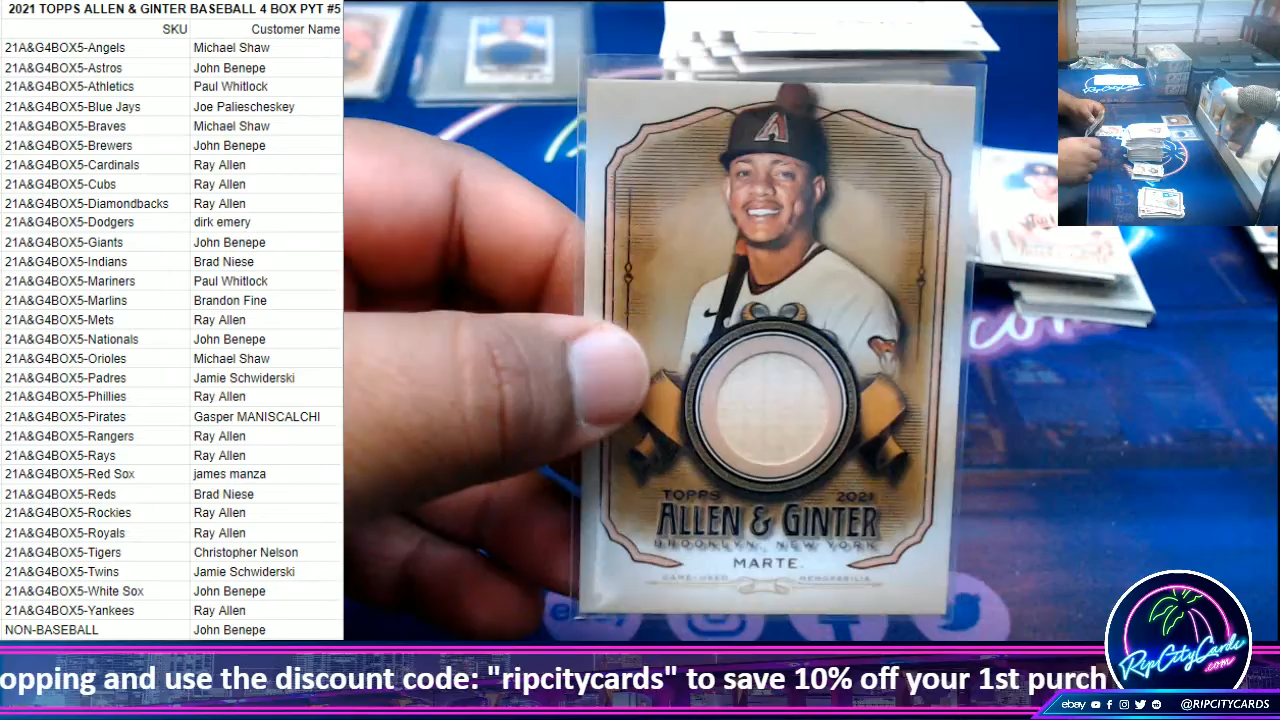 2021 TOPPS ALLEN & GINTER BASEBALL 4 BOX PYT #5
SKU Customer Name
21A&G4BOX5-Angels Michael Shaw
21A&G4BOX5-Astros John Benepe
21A&G4BOX5-Athletics Paul Whitlock
21A&G4BOX5-Blue Jays Joe Paliescheskey
21A&G4BOX5-Braves Michael Shaw
21A&G4BOX5-Brewers John Benepe
21A&G4BOX5-Cardinals Ray Allen
21A&G4BOX5-Cubs Ray Allen
21A&G4BOX5-Diamondbacks Ray Allen
21A&G4BOX5-Dodgers dirk emery
21A&G4BOX5-Giants John Benepe
21A&G4BOX5-Indians Brad Niese
21A&G4BOX5-Mariners Paul Whitlock
21A&G4BOX5-Marlins Brandon Fine
21A&G4BOX5-Mets Ray Allen
21A&G4BOX5-Nationals John Benepe
21A&G4BOX5-Orioles Michael Shaw
21A&G4BOX5-Padres Jamie Schwiderski
21A&G4BOX5-Phillies Ray Allen
21A&G4BOX5-Pirates Gasper MANISCALCHI
21A&G4BOX5-Rangers Ray Allen
21A&G4BOX5-Rays Ray Allen
21A&G4BOX5-Red Sox james manza
21A&G4BOX5-Reds Brad Niese
21A&G4BOX5-Rockies Ray Allen
21A&G4BOX5-Royals Ray Allen
21A&G4BOX5-Tigers Christopher Nelson
21A&G4BOX5-Twins Jamie Schwiderski
21A&G4BOX5-White Sox John Benepe
21A&G4BOX5-Yankees Ray Allen
NON-BASEBALL John Benepe
A
TOPPS 2021
ALLEN & GINTER
BROOKLYN, NEW YORK
MARTE
GAME-USED MEMORABILIA
RipCityCards
.com
opping and use the discount code: "ripcitycards" to save 10% off your 1st purch
ebay @RIPCITYCARDS